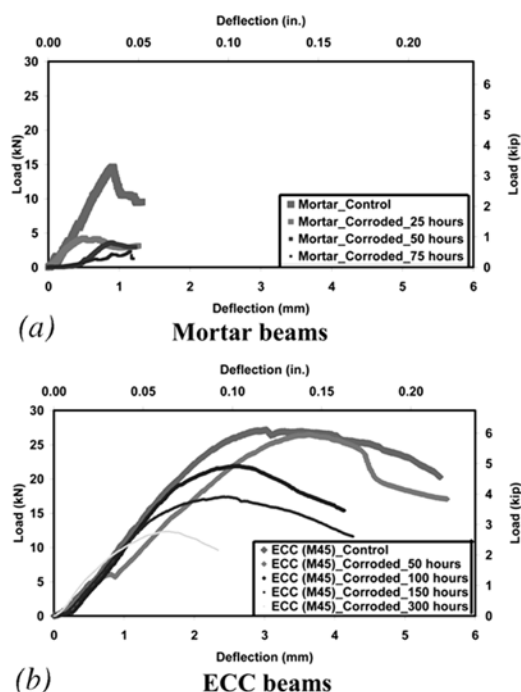 Deflection (in.)
0.00 0.05 0.10 0.15 0.20
30
25
20
15
10
5
0
Load (kN)
6
5
4
3
2
1
0
Load (kip)
Mortar_Control
Mortar_Corroded_25 hours
Mortar_Corroded_50 hours
Mortar_Corroded_75 hours
0 1 2 3 4 5 6
Deflection (mm)
(a) Mortar beams
Deflection (in.)
0.00 0.05 0.10 0.15 0.20
30
25
20
15
10
5
0
Load (kN)
6
5
4
3
2
1
0
Load (kip)
ECC (M45)_Control
ECC (M45)_Corroded_50 hours
ECC (M45)_Corroded_100 hours
ECC (M45)_Corroded_150 hours
ECC (M45)_Corroded_300 hours
0 1 2 3 4 5 6
Deflection (mm)
(b) ECC beams